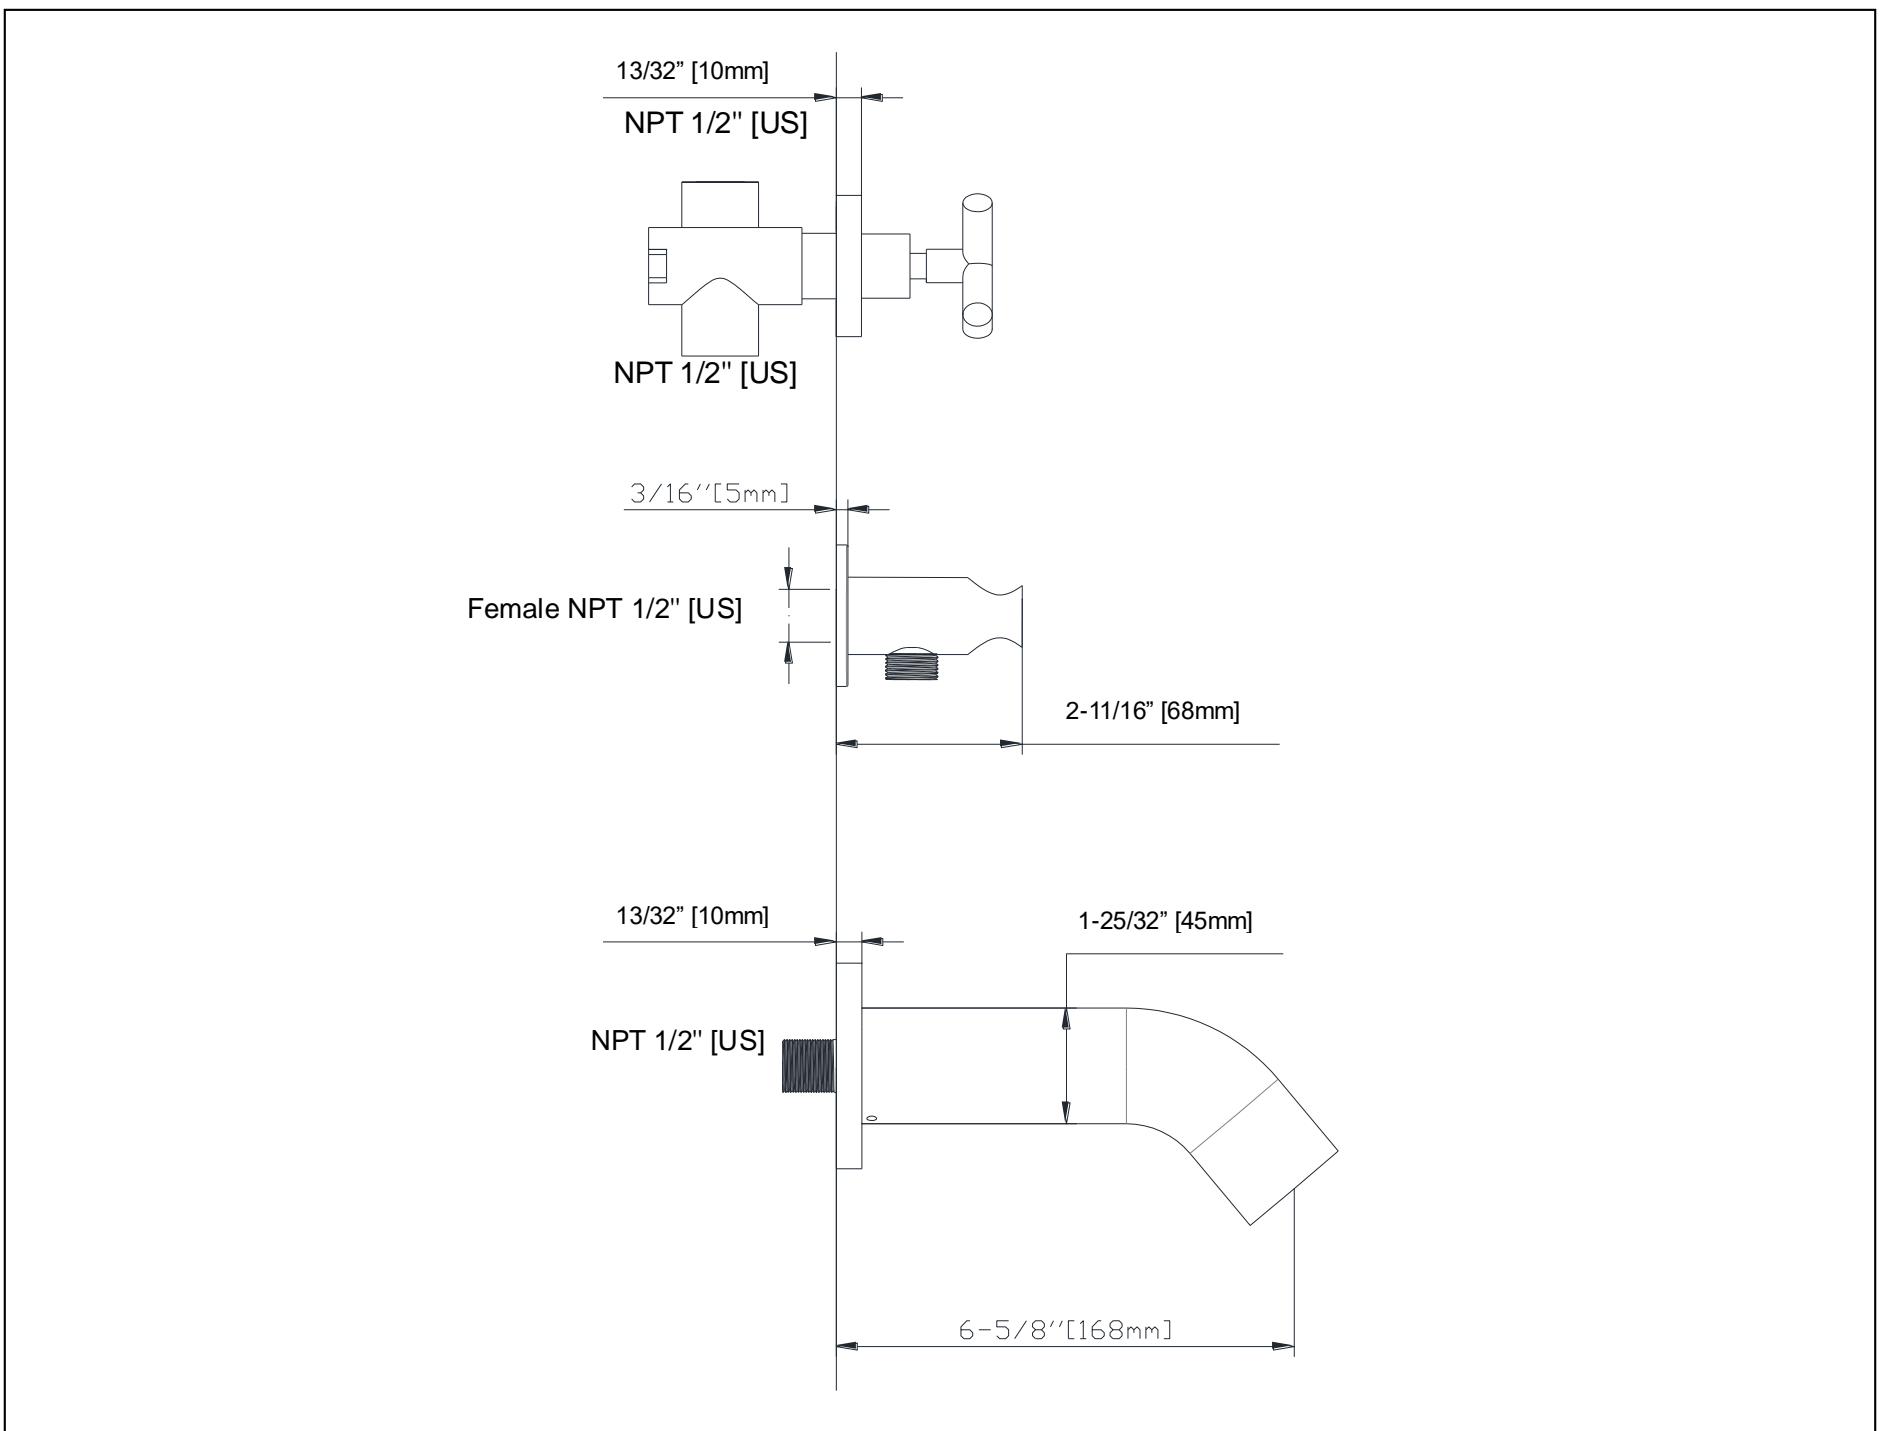 13/32” [10mm]
NPT 1/2" [US]
NPT 1/2" [US]
3/16''[5mm]
Female NPT 1/2" [US]
2-11/16” [68mm]
13/32” [10mm]
1-25/32” [45mm]
NPT 1/2" [US]
6-5/8''[168mm]